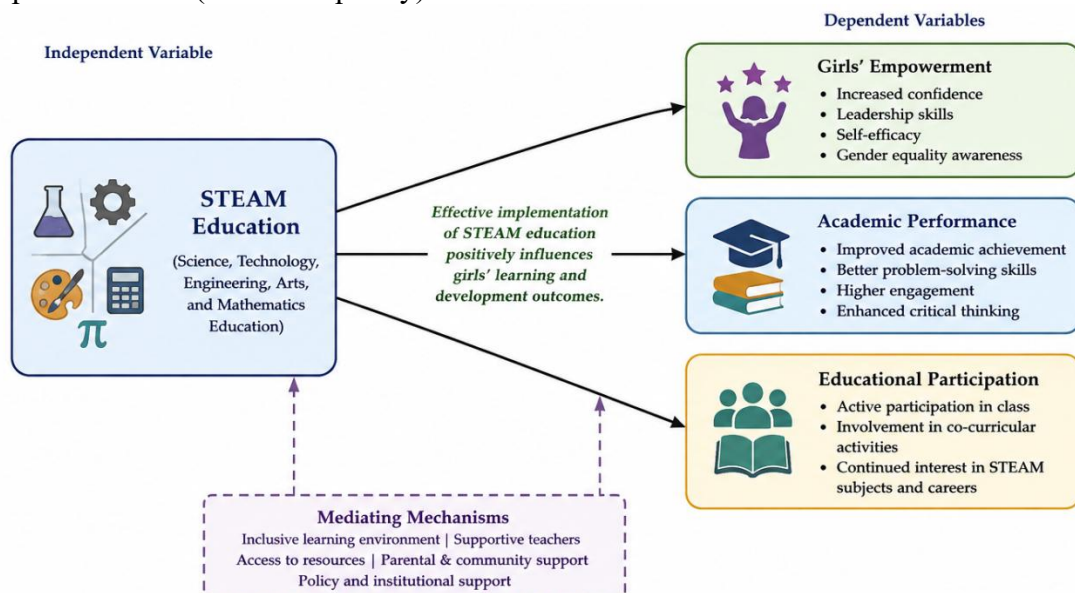 Independent Variable
STEAM
Education
(Science, Technology,
Engineering, Arts,
and Mathematics
Education)
π
Effective implementation
of STEAM education
positively influences
girls' learning and
development outcomes.
Dependent Variables
Girls' Empowerment
• Increased confidence
• Leadership skills
• Self-efficacy
• Gender equality awareness
Academic Performance
• Improved academic achievement
• Better problem-solving skills
• Higher engagement
• Enhanced critical thinking
Educational Participation
• Active participation in class
• Involvement in co-curricular
activities
• Continued interest in STEAM
subjects and careers
Mediating Mechanisms
Inclusive learning environment | Supportive teachers
Access to resources | Parental & community support
Policy and institutional support